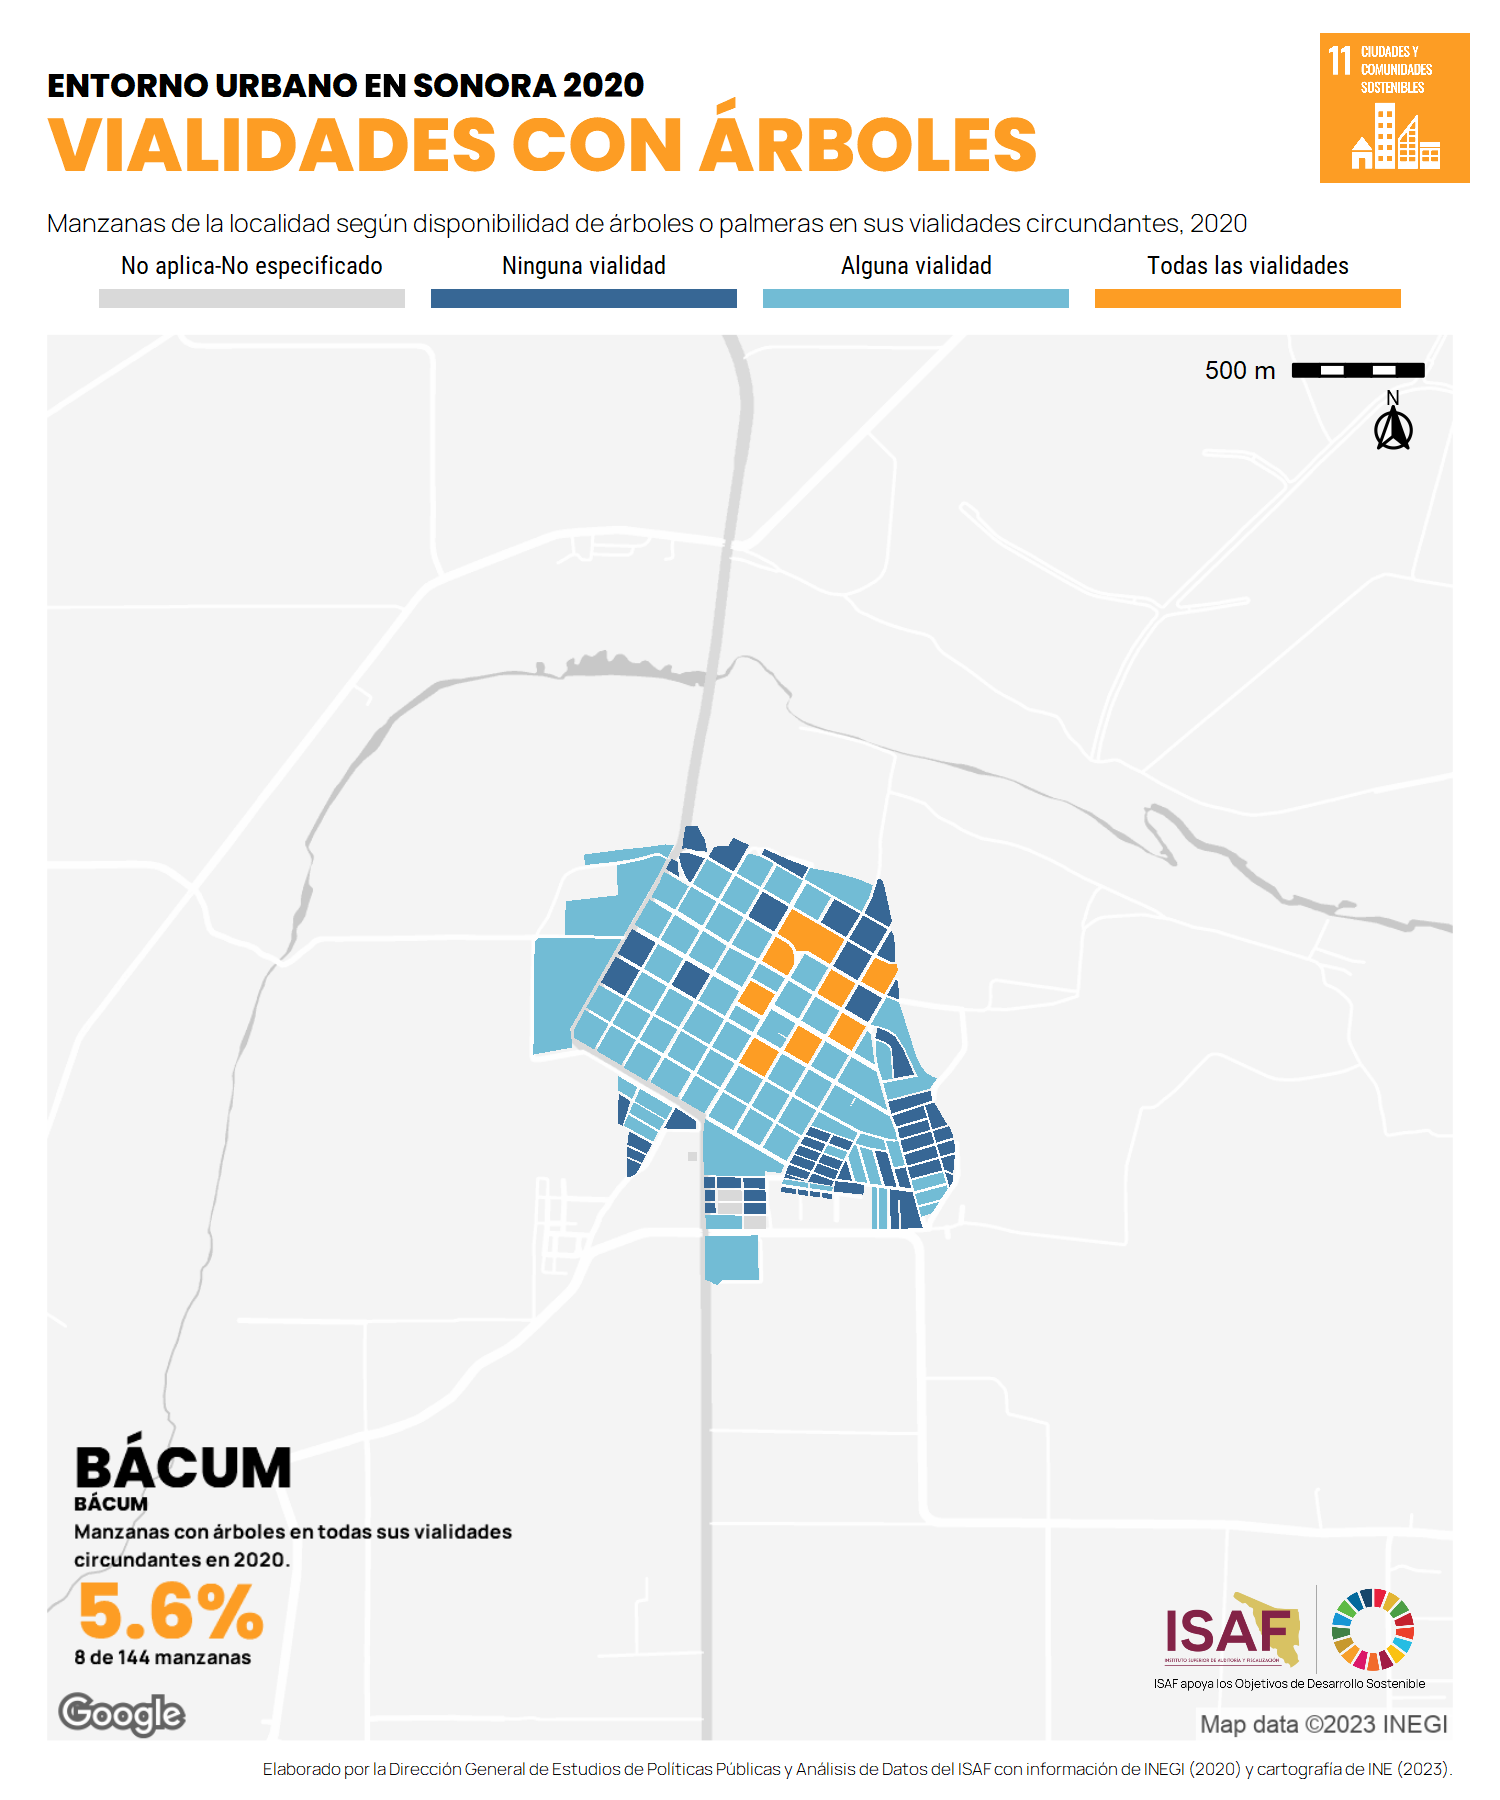 ENTORNO URBANO EN SONORA 2020
VIALIDADES CON ÁRBOLES
11 CIUDADES Y
COMUNIDADES
SOSTENIBLES
Manzanas de la localidad según disponibilidad de árboles o palmeras en sus vialidades circundantes, 2020
No aplica-No especificado Ninguna vialidad Alguna vialidad Todas las vialidades
500 m
N
BÁCUM
BÁCUM
Manzanas con árboles en todas sus vialidades
circundantes en 2020.
5.6%
8 de 144 manzanas
ISAF
INSTITUTO SUPERIOR DE AUDITORÍA Y FISCALIZACIÓN
ISAF apoya los Objetivos de Desarrollo Sostenible
Google
Map data ©2023 INEGI
Elaborado por la Dirección General de Estudios de Políticas Públicas y Análisis de Datos del ISAF con información de INEGI (2020) y cartografía de INE (2023).